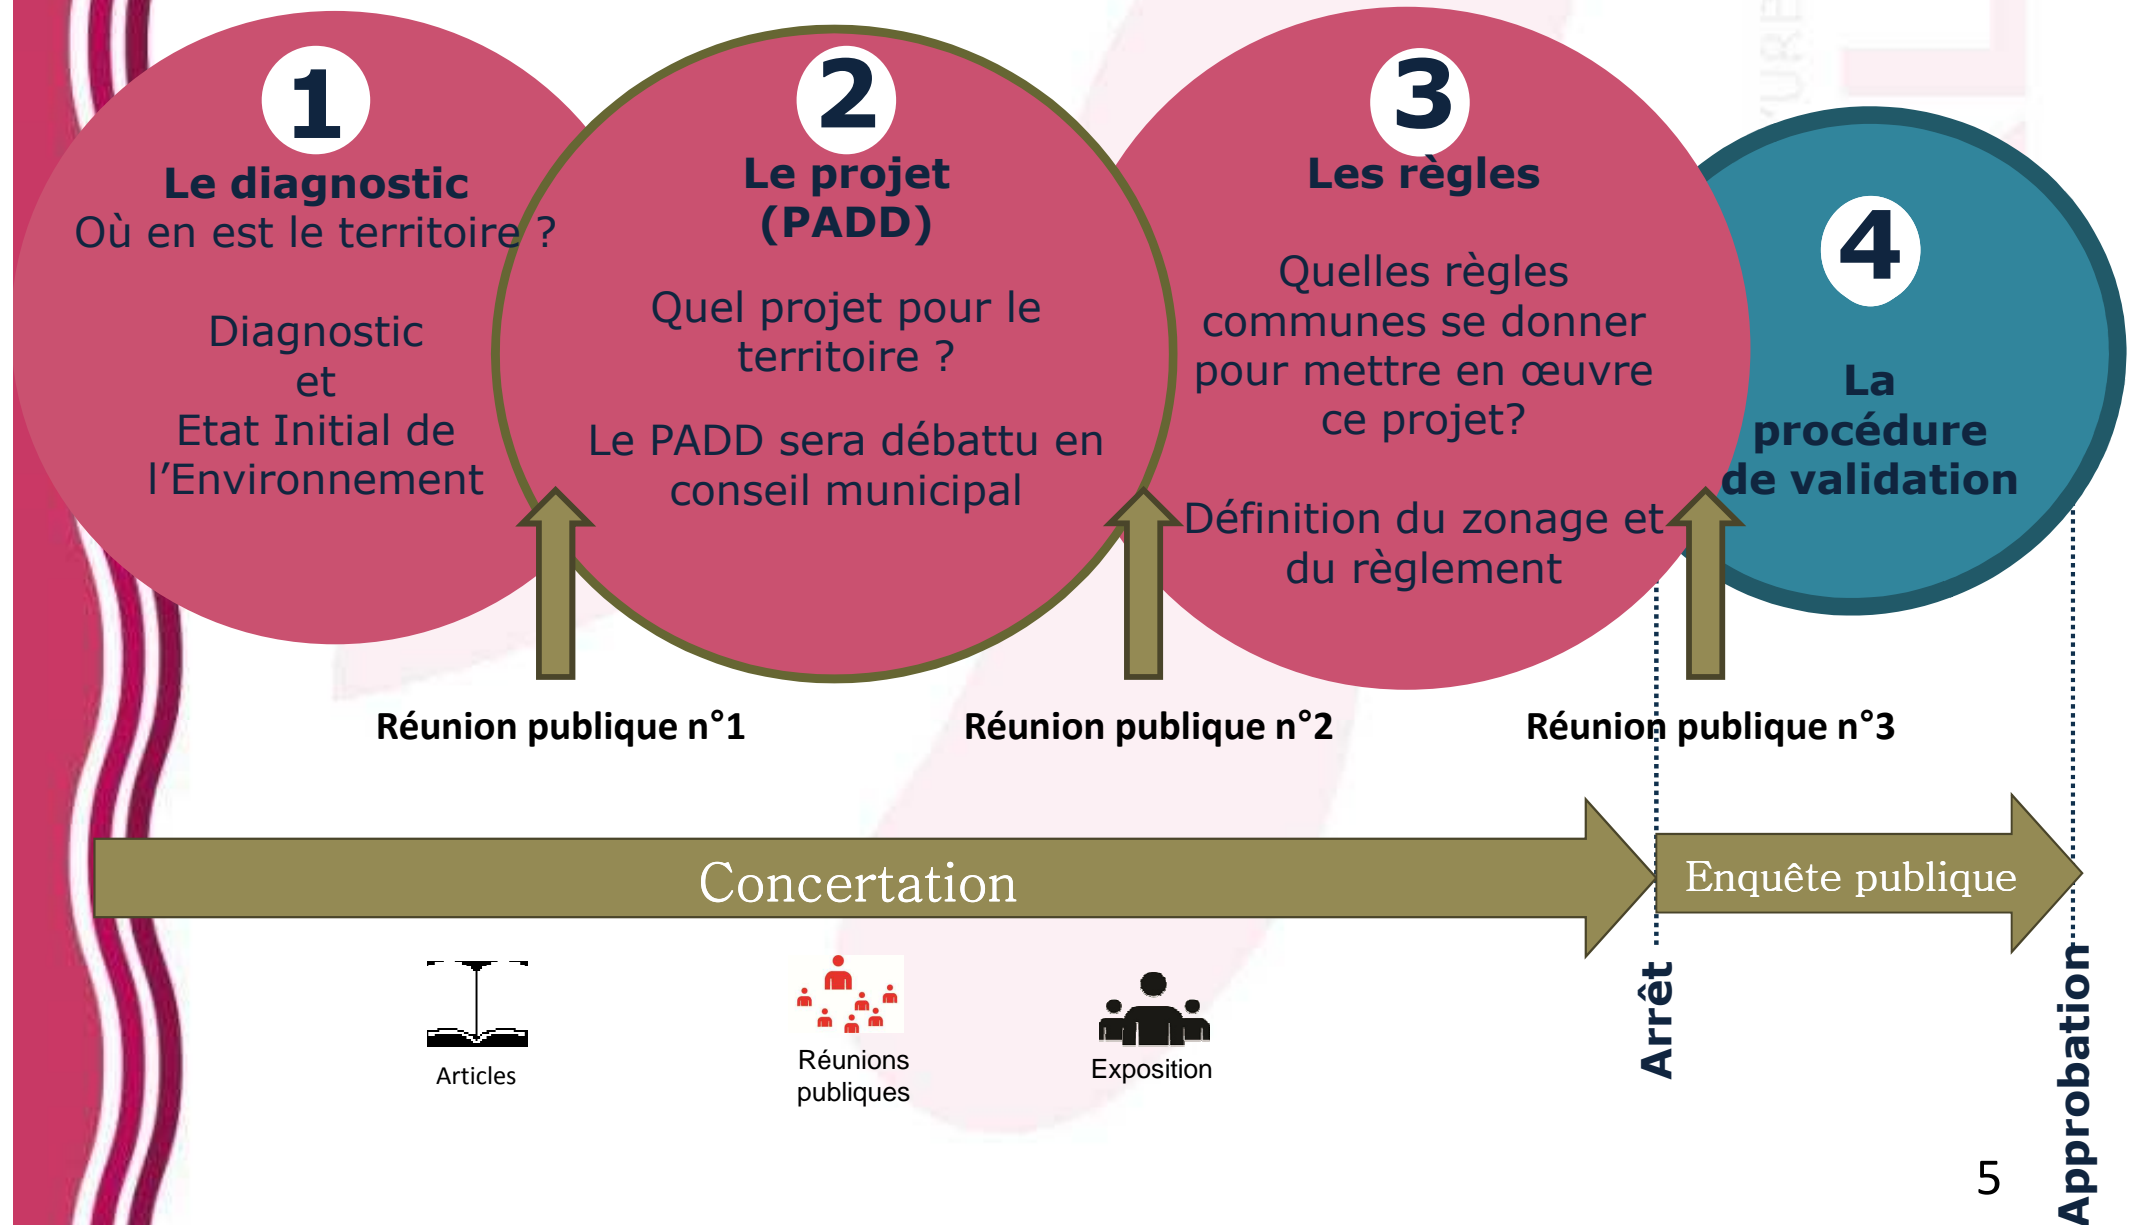 1
Le diagnostic
Où en est le territoire ?
Diagnostic
et
Etat Initial de
l’Environnement
2
Le projet
(PADD)
Quel projet pour le
territoire ?
Le PADD sera débattu en
conseil municipal
3
Les règles
Quelles règles
communes se donner
pour mettre en œuvre
ce projet?
Définition du zonage et
du règlement
4
La
procédure
de validation
Réunion publique n°1
Réunion publique n°2
Réunion publique n°3
Concertation
Enquête publique
Articles
Réunions
publiques
Exposition
Arrêt
Approbation
5